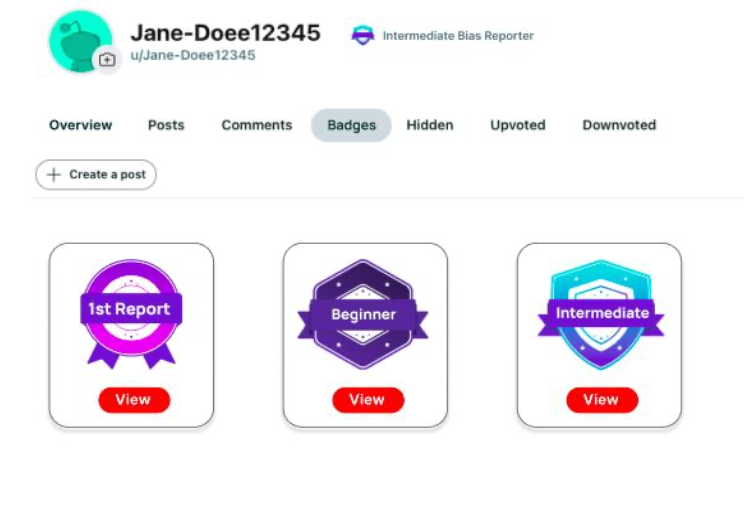 Jane-Doee12345
Intermediate Bias Reporter
u/Jane-Doee12345
Overview Posts Comments Badges Hidden Upvoted Downvoted
+ Create a post
1st Report
Beginner
Intermediate
View View View